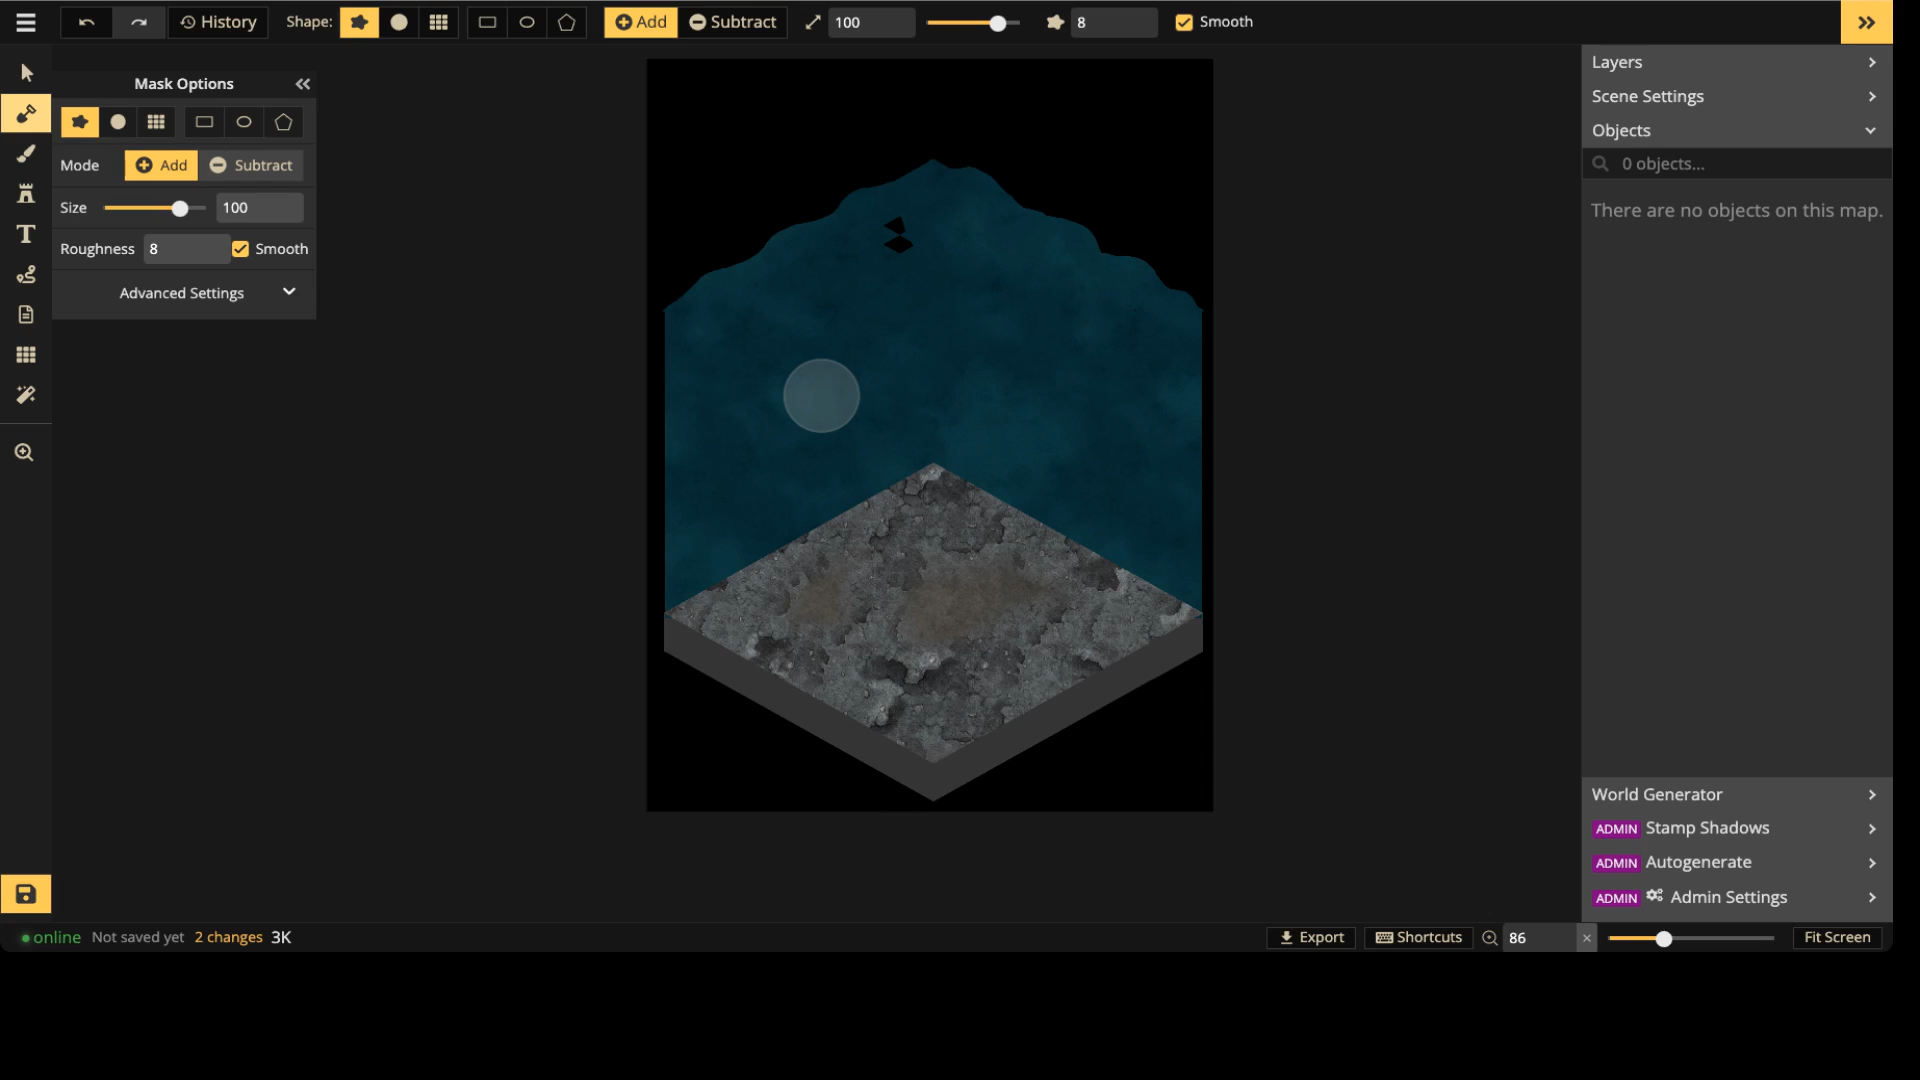 History Shape: Add Subtract 100 8 Smooth
Mask Options
Mode Add Subtract
Size 100
Roughness 8 Smooth
Advanced Settings
Layers
Scene Settings
Objects
0 objects...
There are no objects on this map.
World Generator
ADMIN Stamp Shadows
ADMIN Autogenerate
ADMIN Admin Settings
online Not saved yet 2 changes 3K Export Shortcuts 86 Fit Screen